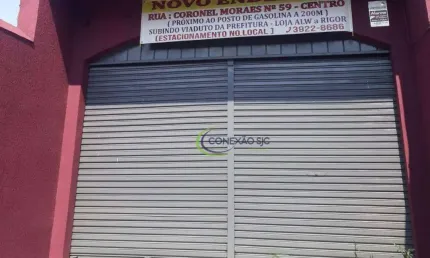 NOVO
RUA : CORONEL MORAES Nº 59 - CENTRO
( PRÓXIMO AO POSTO DE GASOLINA A 200M )
SUBINDO VIADUTO DA PREFEITURA - LOJA ALW a RIGOR
[ESTACIONAMENTO NO LOCAL] 3922-8686
CONEXÃO SJC